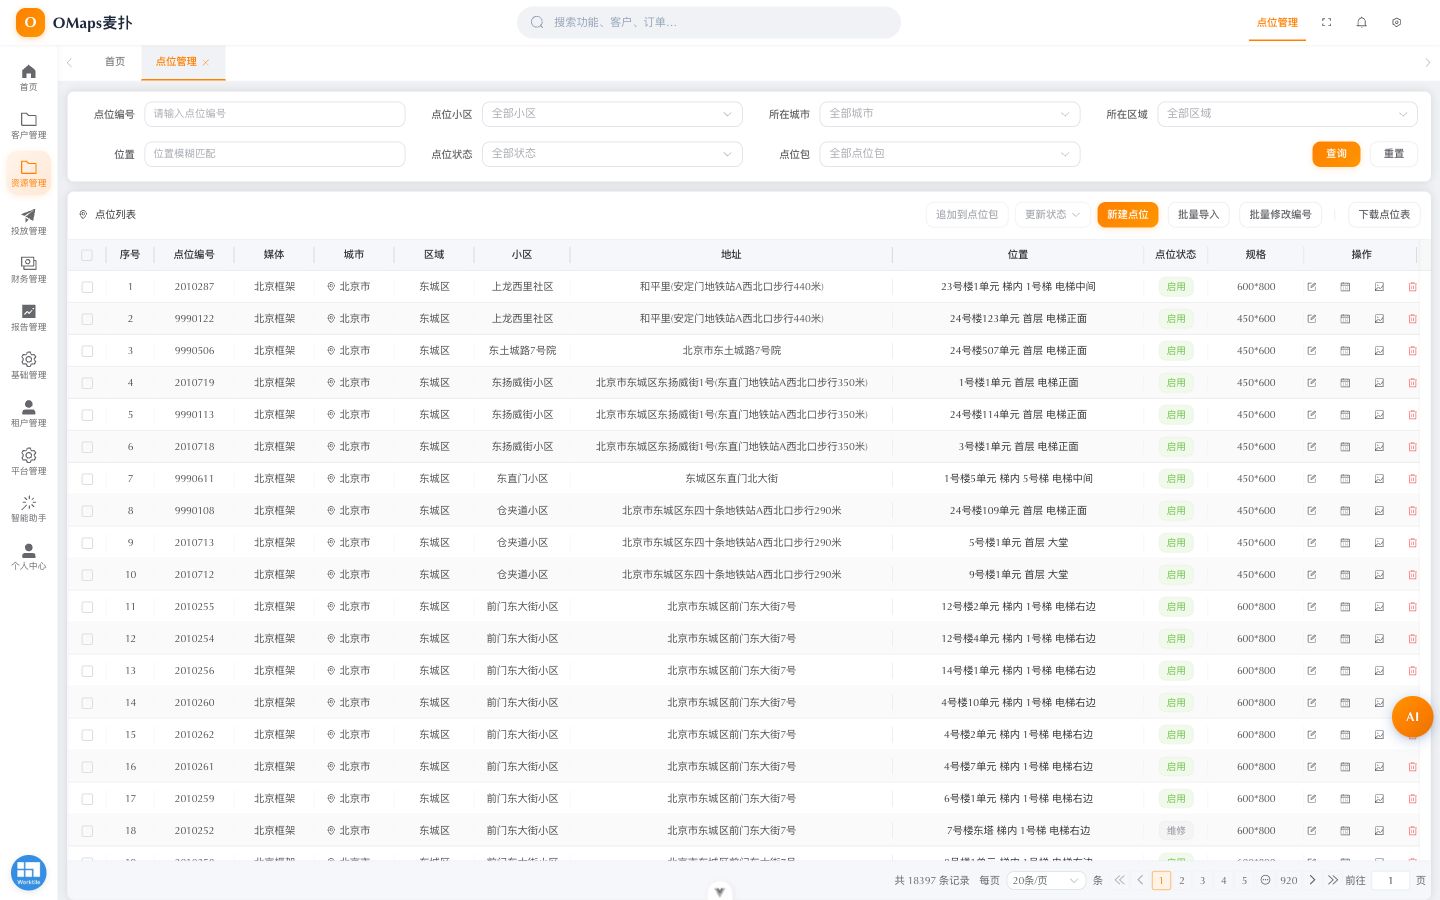 O OMaps麦扑 搜索功能、客户、订单... 点位管理
首页 点位管理
首页
客户管理
资源管理
投放管理
财务管理
报告管理
基础管理
租户管理
平台管理
智能助手
个人中心
Worktile
点位编号 请输入点位编号 点位小区 全部小区 所在城市 全部城市 所在区域 全部区域
位置 位置模糊匹配 点位状态 全部状态 点位包 全部点位包 查询 重置
点位列表 追加到点位包 更新状态 新建点位 批量导入 批量修改编号 下载点位表
序号 点位编号 媒体 城市 区域 小区 地址 位置 点位状态 规格 操作
1 2010287 北京框架 北京市 东城区 上龙西里社区 和平里(安定门地铁站A西北口步行440米) 23号楼1单元 梯内 1号梯 电梯中间 启用 600*800
2 9990122 北京框架 北京市 东城区 上龙西里社区 和平里(安定门地铁站A西北口步行440米) 24号楼123单元 首层 电梯正面 启用 450*600
3 9990506 北京框架 北京市 东城区 东土城路7号院 北京市东土城路7号院 24号楼507单元 首层 电梯正面 启用 450*600
4 2010719 北京框架 北京市 东城区 东扬威街小区 北京市东城区东扬威街1号(东直门地铁站A西北口步行350米) 1号楼1单元 首层 电梯正面 启用 450*600
5 9990113 北京框架 北京市 东城区 东扬威街小区 北京市东城区东扬威街1号(东直门地铁站A西北口步行350米) 24号楼114单元 首层 电梯正面 启用 450*600
6 2010718 北京框架 北京市 东城区 东扬威街小区 北京市东城区东扬威街1号(东直门地铁站A西北口步行350米) 3号楼1单元 首层 电梯正面 启用 450*600
7 9990611 北京框架 北京市 东城区 东直门小区 东城区东直门北大街 1号楼5单元 梯内 5号梯 电梯中间 启用 450*600
8 9990108 北京框架 北京市 东城区 仓夹道小区 北京市东城区东四十条地铁站A西北口步行290米 24号楼109单元 首层 电梯正面 启用 450*600
9 2010713 北京框架 北京市 东城区 仓夹道小区 北京市东城区东四十条地铁站A西北口步行290米 5号楼1单元 首层 大堂 启用 450*600
10 2010712 北京框架 北京市 东城区 仓夹道小区 北京市东城区东四十条地铁站A西北口步行290米 9号楼1单元 首层 大堂 启用 450*600
11 2010255 北京框架 北京市 东城区 前门东大街小区 北京市东城区前门东大街7号 12号楼2单元 梯内 1号梯 电梯右边 启用 600*800
12 2010254 北京框架 北京市 东城区 前门东大街小区 北京市东城区前门东大街7号 12号楼4单元 梯内 1号梯 电梯右边 启用 600*800
13 2010256 北京框架 北京市 东城区 前门东大街小区 北京市东城区前门东大街7号 14号楼1单元 梯内 1号梯 电梯右边 启用 600*800
14 2010260 北京框架 北京市 东城区 前门东大街小区 北京市东城区前门东大街7号 4号楼10单元 梯内 1号梯 电梯右边 启用 600*800
AI
15 2010262 北京框架 北京市 东城区 前门东大街小区 北京市东城区前门东大街7号 4号楼2单元 梯内 1号梯 电梯右边 启用 600*800
16 2010261 北京框架 北京市 东城区 前门东大街小区 北京市东城区前门东大街7号 4号楼7单元 梯内 1号梯 电梯右边 启用 600*800
17 2010259 北京框架 北京市 东城区 前门东大街小区 北京市东城区前门东大街7号 6号楼1单元 梯内 1号梯 电梯右边 启用 600*800
18 2010252 北京框架 北京市 东城区 前门东大街小区 北京市东城区前门东大街7号 7号楼东塔 梯内 1号梯 电梯右边 维修 600*800
共 18397 条记录 每页 20条/页 条 1 2 3 4 5 920 前往 1 页